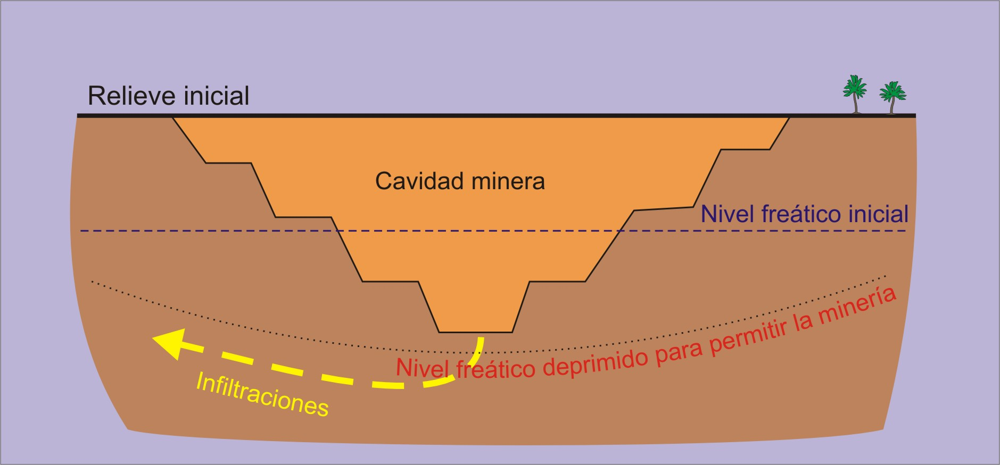 Relieve inicial
Cavidad minera
Nivel freático inicial
Nivel freático deprimido para permitir la minería
Infiltraciones